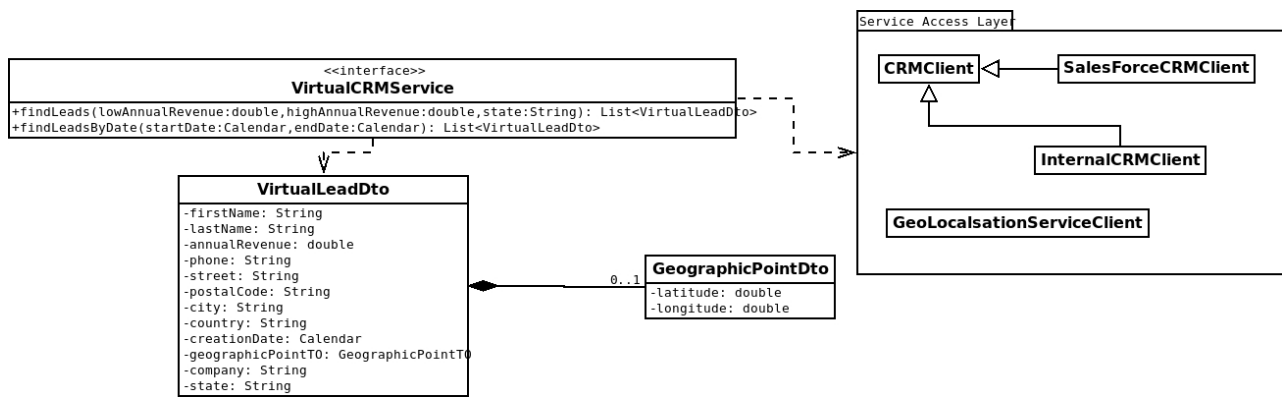 Service Access Layer
CRMClient
SalesForceCRMClient
InternalCRMClient
GeoLocalsationServiceClient
<<interface>>
VirtualCRMService
+findLeads(lowAnnualRevenue:double,highAnnualRevenue:double,state:String): List<VirtualLeadDto>
+findLeadsByDate(startDate:Calendar,endDate:Calendar): List<VirtualLeadDto>
VirtualLeadDto
-firstName: String
-lastName: String
-annualRevenue: double
-phone: String
-street: String
-postalCode: String
-city: String
-country: String
-creationDate: Calendar
-geographicPointTO: GeographicPointTO
-company: String
-state: String
0..1
GeographicPointDto
-latitude: double
-longitude: double